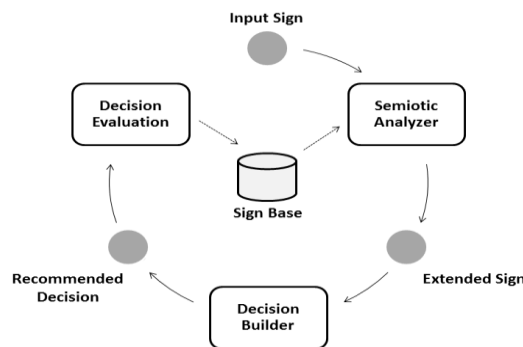 Input Sign
Decision
Evaluation
Semiotic
Analyzer
Sign Base
Recommended
Decision
Extended Sign
Decision
Builder